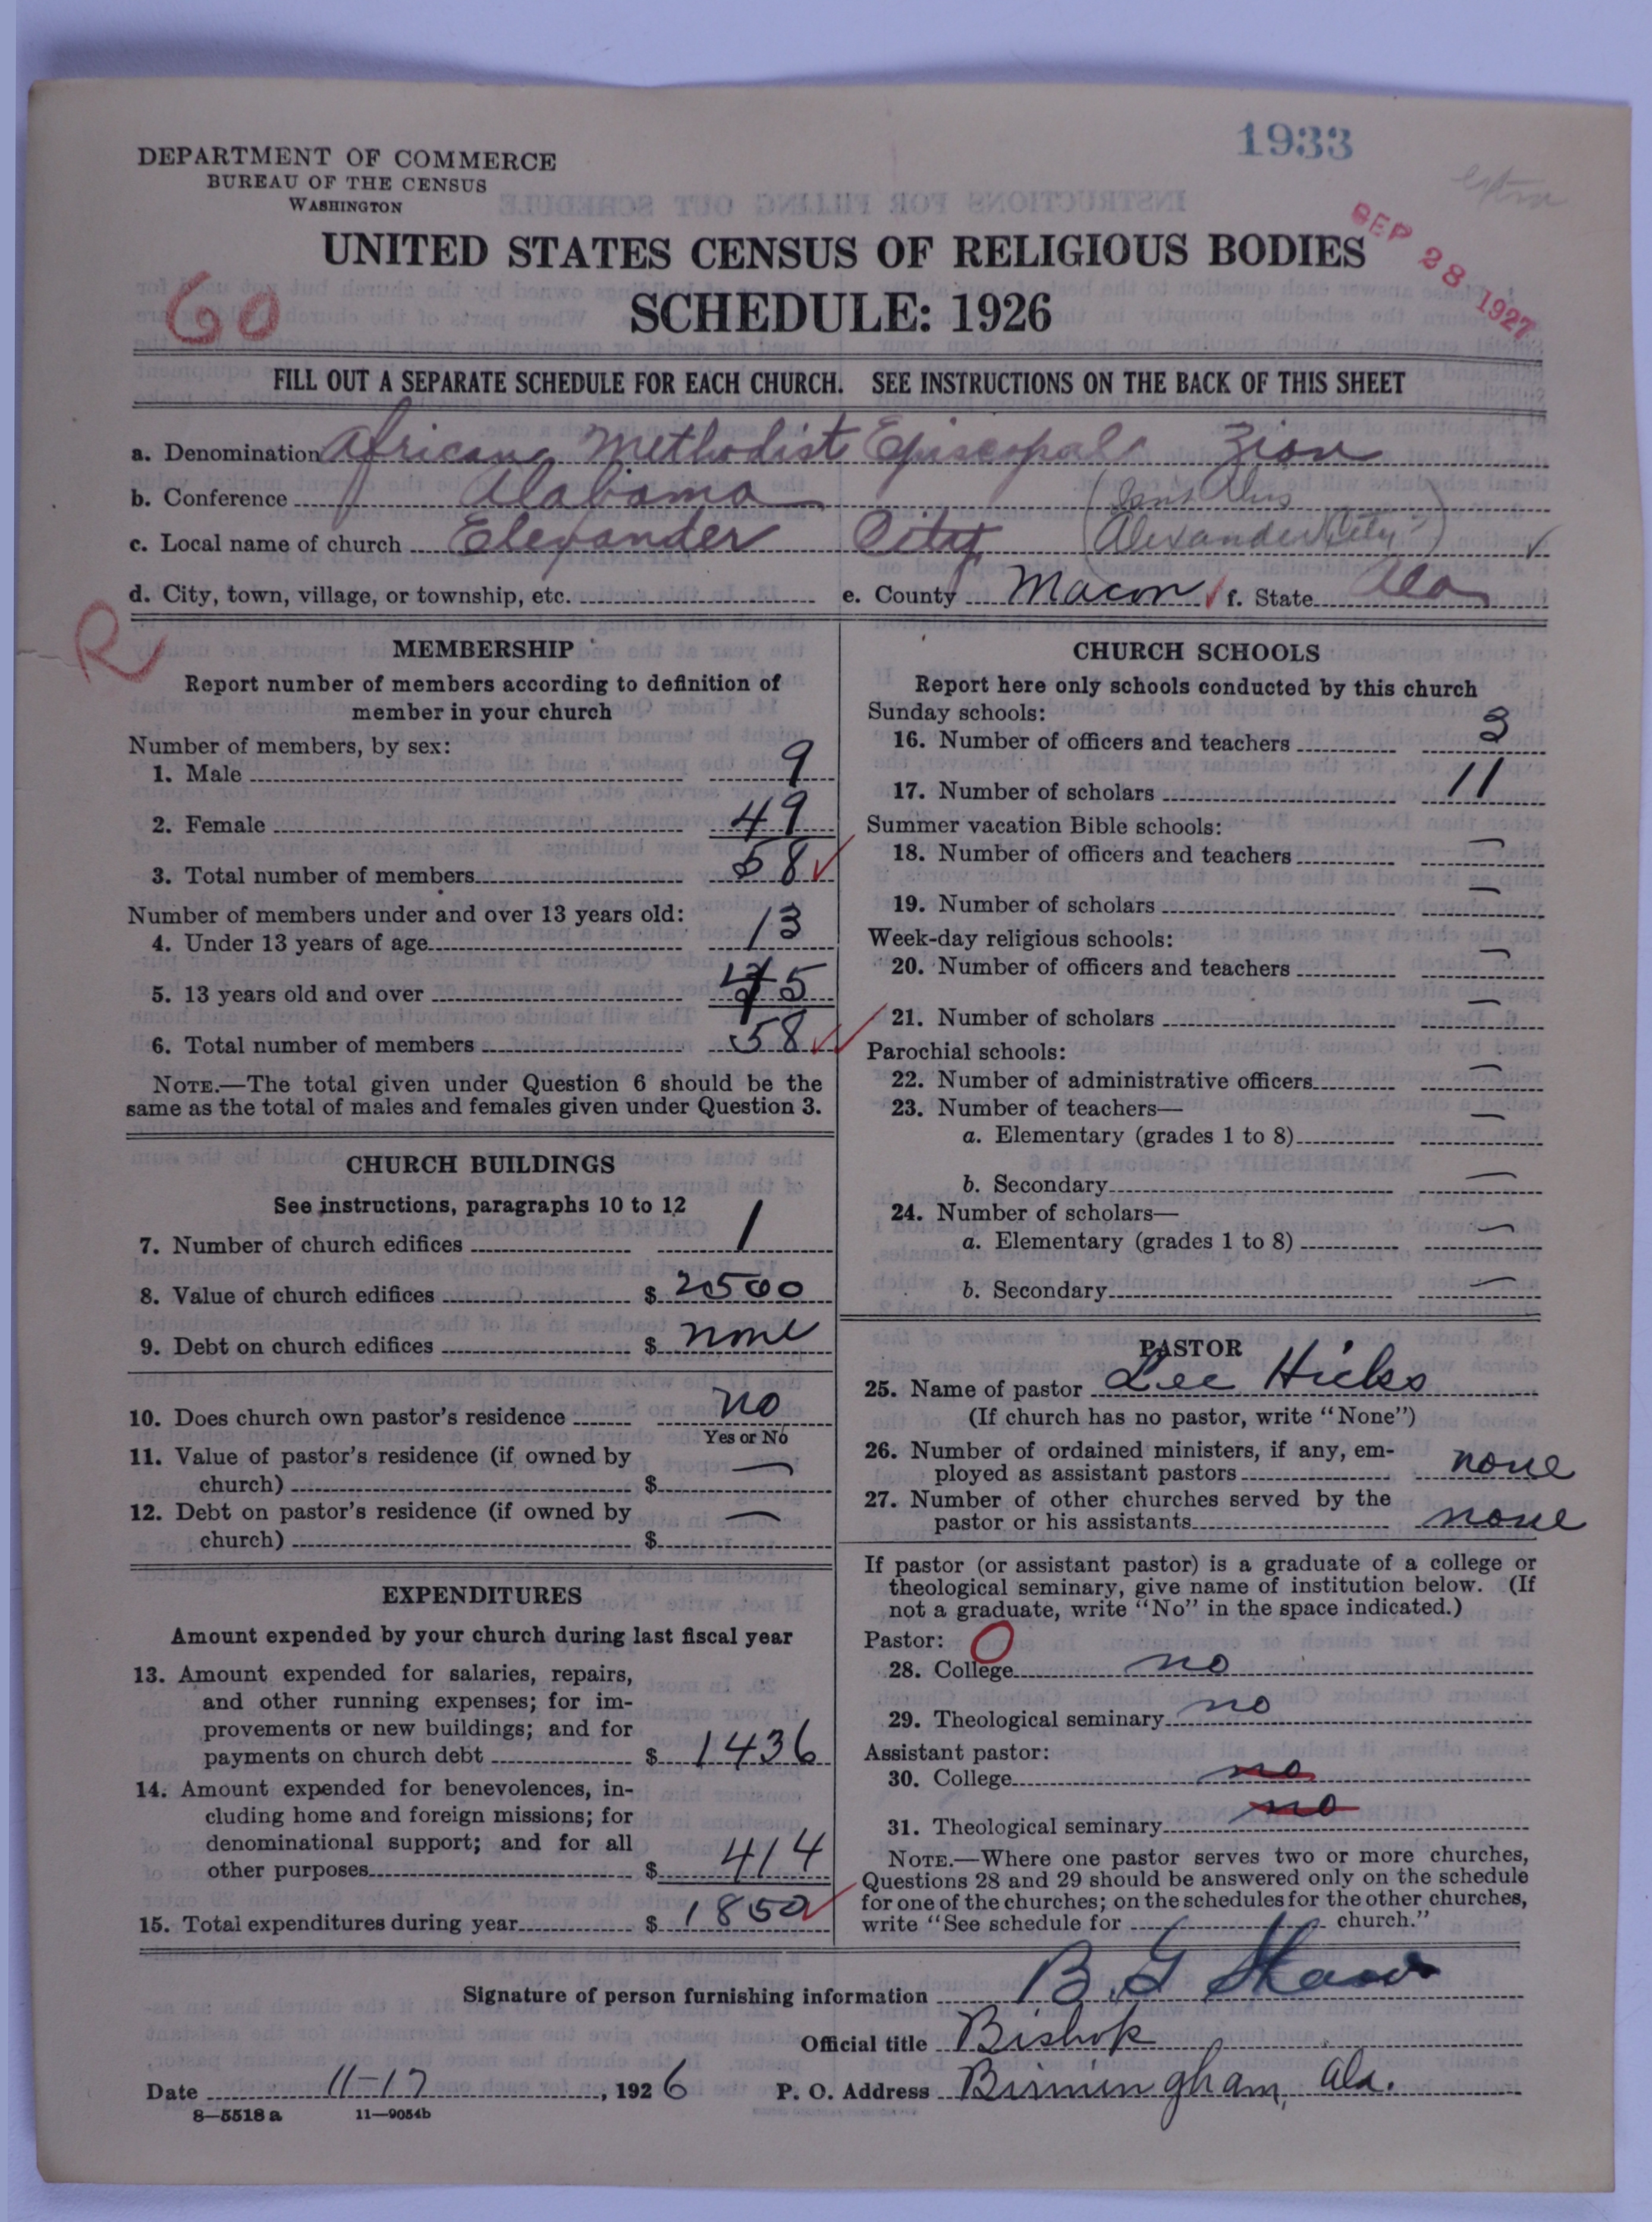 1933
DEPARTMENT OF COMMERCE
BUREAU OF THE CENSUS
WASHINGTON
extra
SEP 28 1927
UNITED STATES CENSUS OF RELIGIOUS BODIES
SCHEDULE: 1926
60
FILL OUT A SEPARATE SCHEDULE FOR EACH CHURCH. SEE INSTRUCTIONS ON THE BACK OF THIS SHEET
a. Denomination African Methodist Episcopal Zion
b. Conference Alabama
c. Local name of church Elexander City (Alexander City) ✓
d. City, town, village, or township, etc. e. County Macon f. State Ala
R
MEMBERSHIP
Report number of members according to definition of
member in your church
Number of members, by sex:
1. Male 9
2. Female 49
3. Total number of members 58 ✓
Number of members under and over 13 years old:
4. Under 13 years of age 13
5. 13 years old and over 45
6. Total number of members 58 ✓
NOTE.—The total given under Question 6 should be the
same as the total of males and females given under Question 3.
CHURCH BUILDINGS
See instructions, paragraphs 10 to 12
7. Number of church edifices 1
8. Value of church edifices $ 2500
9. Debt on church edifices $ none
10. Does church own pastor's residence no
Yes or No
11. Value of pastor's residence (if owned by
church) $ —
12. Debt on pastor's residence (if owned by
church) $ —
EXPENDITURES
Amount expended by your church during last fiscal year
13. Amount expended for salaries, repairs,
and other running expenses; for im-
provements or new buildings; and for
payments on church debt $ 1436
14. Amount expended for benevolences, in-
cluding home and foreign missions; for
denominational support; and for all
other purposes $ 414
15. Total expenditures during year $ 1850 ✓
CHURCH SCHOOLS
Report here only schools conducted by this church
Sunday schools:
16. Number of officers and teachers 3
17. Number of scholars 11
Summer vacation Bible schools:
18. Number of officers and teachers —
19. Number of scholars —
Week-day religious schools:
20. Number of officers and teachers —
21. Number of scholars —
Parochial schools:
22. Number of administrative officers —
23. Number of teachers—
a. Elementary (grades 1 to 8) —
b. Secondary —
24. Number of scholars—
a. Elementary (grades 1 to 8) —
b. Secondary —
PASTOR
25. Name of pastor Lee Hicks
(If church has no pastor, write "None")
26. Number of ordained ministers, if any, em-
ployed as assistant pastors none
27. Number of other churches served by the
pastor or his assistants none
If pastor (or assistant pastor) is a graduate of a college or
theological seminary, give name of institution below. (If
not a graduate, write "No" in the space indicated.)
Pastor: O
28. College no
29. Theological seminary no
Assistant pastor:
30. College no
31. Theological seminary no
NOTE.—Where one pastor serves two or more churches,
Questions 28 and 29 should be answered only on the schedule
for one of the churches; on the schedules for the other churches,
write "See schedule for church."
Signature of person furnishing information B. G Shaw
Official title Bishop
Date 11-17, 1926 P. O. Address Birmingham, Ala.
8—5518 a 11—9054b